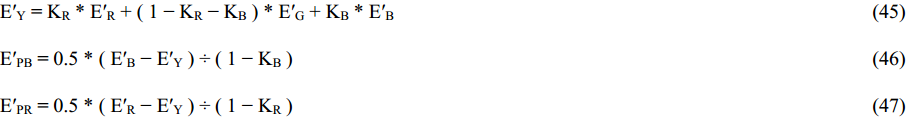 E′Y = KR * E′R + ( 1 − KR − KB ) * E′G + KB * E′B (45)
E′PB = 0.5 * ( E′B − E′Y ) ÷ ( 1 − KB ) (46)
E′PR = 0.5 * ( E′R − E′Y ) ÷ ( 1 − KR ) (47)